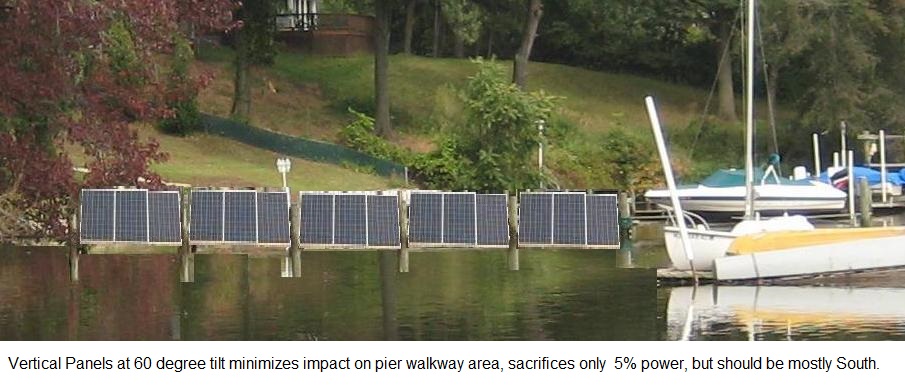 Vertical Panels at 60 degree tilt minimizes impact on pier walkway area, sacrifices only  5% power, but should be mostly South.